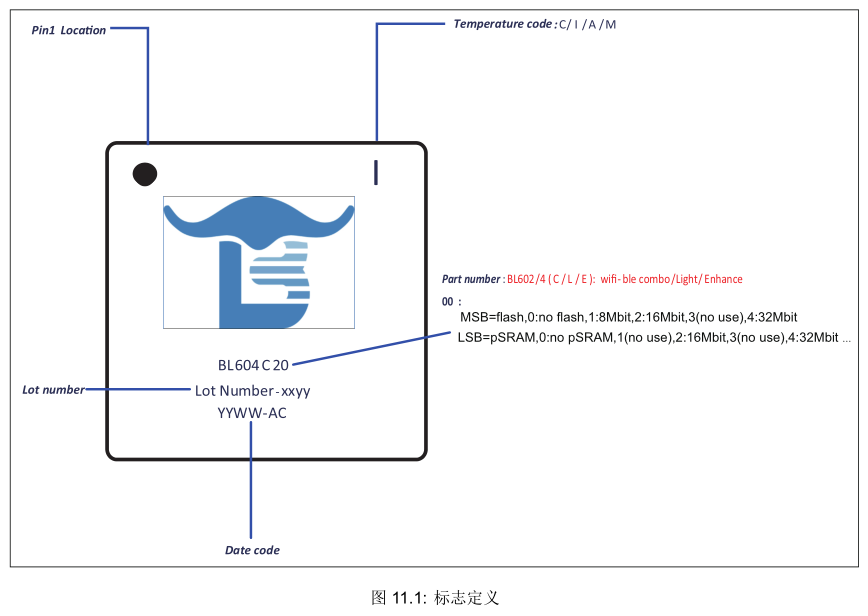 Pin1 Location
Temperature code : C / I / A / M
I
Part number : BL602/4 ( C / L / E ): wifi-ble combo/Light/Enhance
00 :
MSB=flash,0:no flash,1:8Mbit,2:16Mbit,3(no use),4:32Mbit
LSB=pSRAM,0:no pSRAM,1(no use),2:16Mbit,3(no use),4:32Mbit ...
BL604 C 20
Lot number
Lot Number-xxyy
YYWW-AC
Date code
图 11.1: 标志定义